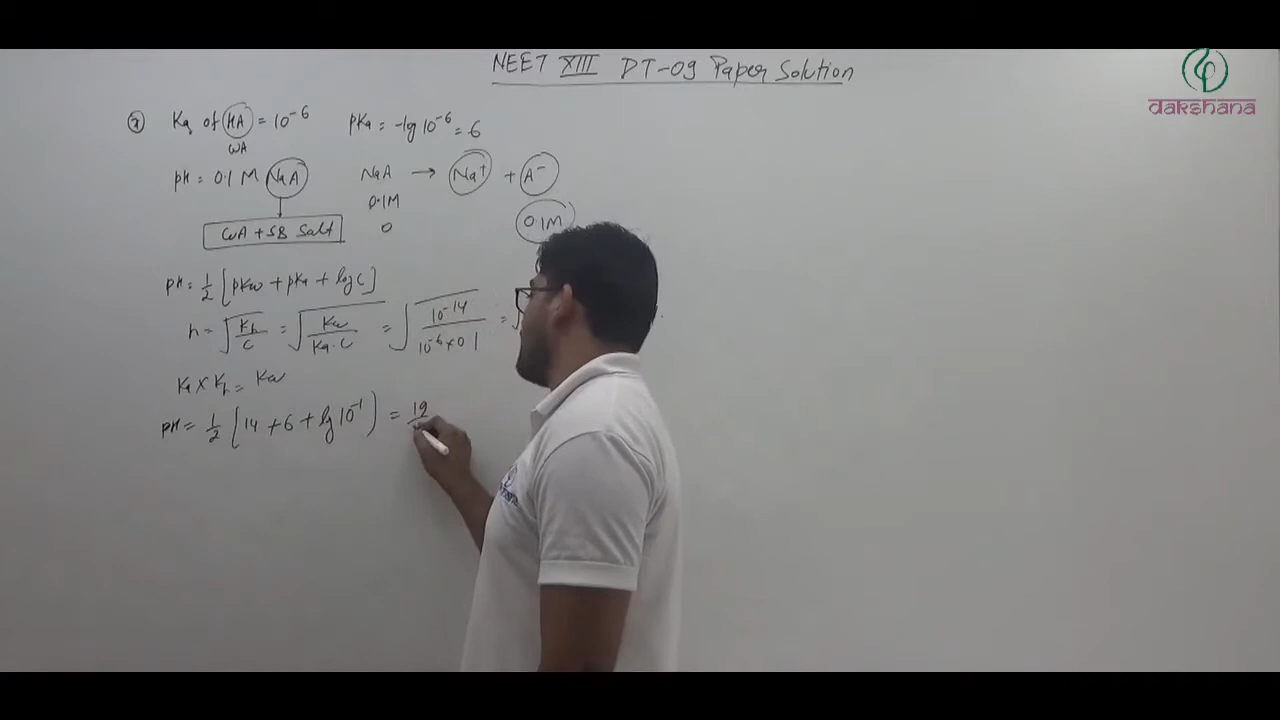 NEET XIII DT-09 Paper Solution
dakshana
Ka of HA = 10⁻⁶ pKa = -log 10⁻⁶ = 6
WA
pH = 0.1 M NaA NaA → Na⁺ + A⁻
0.1M
WA + SB Salt 0 0.1M
pH = 1/2 [pKw + pKa + log C]
h = √(Kh/C) = √(Kw/Ka·C) = √(10⁻¹⁴/10⁻⁶×0.1) =
Ka × Kh = Kw
pH = 1/2 [14 + 6 + log 10⁻¹] = 19